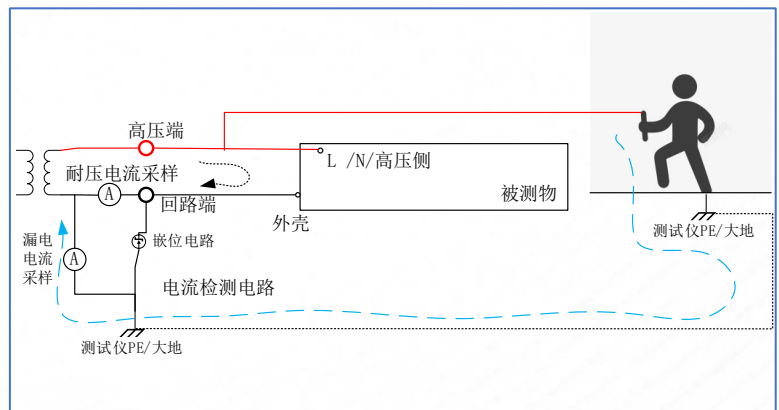 高压端
L /N/高压侧
耐压电流采样
A
回路端
被测物
外壳
测试仪PE/大地
漏电
电流
采样
A
嵌位电路
电流检测电路
测试仪PE/大地